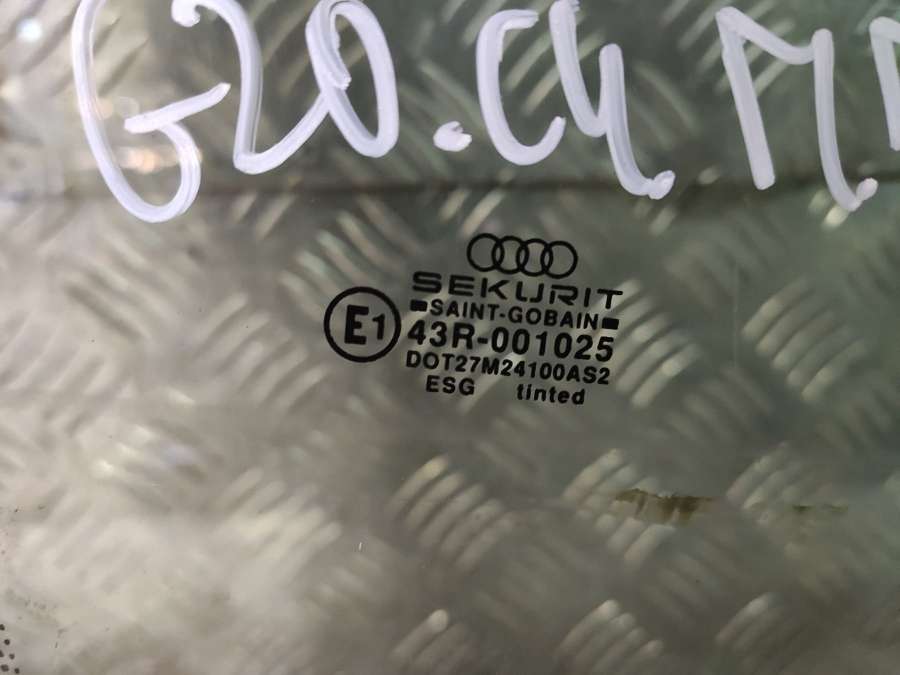 G20.C4
SEKURIT
SAINT-GOBAIN
E1
43R-001025
DOT27M24100AS2
ESG tinted